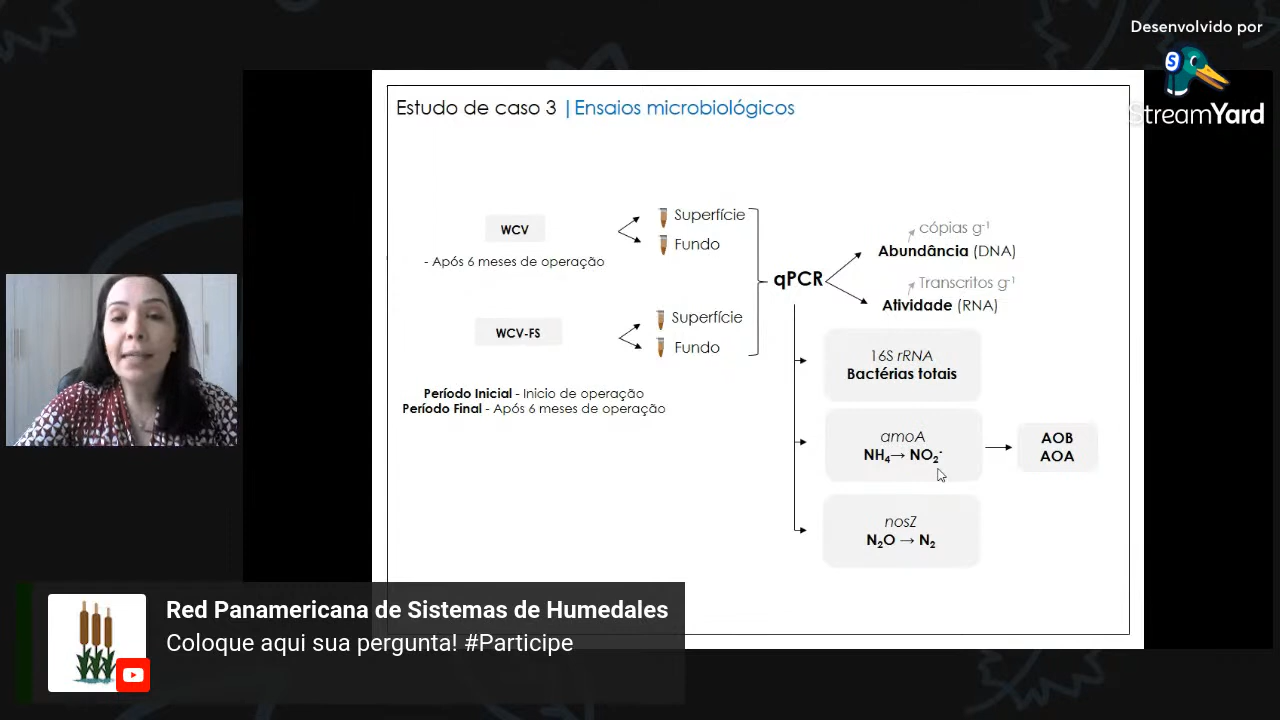 Desenvolvido por
StreamYard
Estudo de caso 3 | Ensaios microbiológicos
WCV
- Após 6 meses de operação
Superfície
Fundo
WCV-FS
Superfície
Fundo
Período Inicial - Inicio de operação
Período Final - Após 6 meses de operação
qPCR
cópias g⁻¹
Abundância (DNA)
Transcritos g⁻¹
Atividade (RNA)
16S rRNA
Bactérias totais
amoA
NH₄→ NO₂⁻
AOB
AOA
nosZ
N₂O → N₂
Red Panamericana de Sistemas de Humedales
Coloque aqui sua pergunta! #Participe